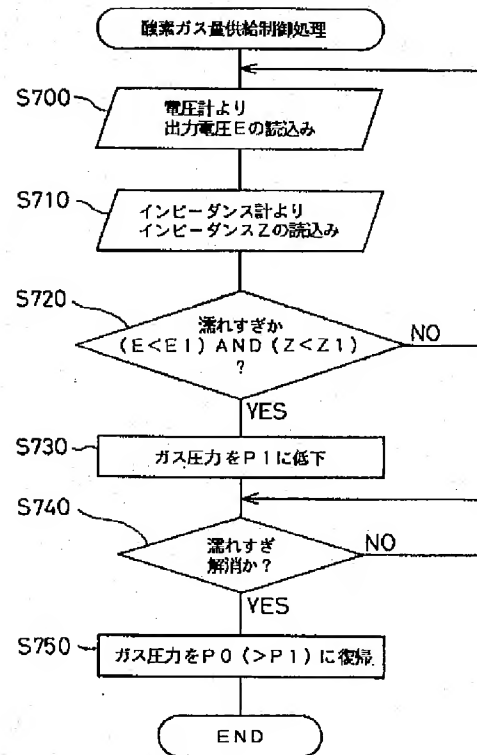 酸素ガス量供給制御処理
S700
電圧計より
出力電圧Eの読込み
S710
インピーダンス計より
インピーダンスZの読込み
S720
濡れすぎか
(E<E1) AND (Z<Z1)
?
NO
YES
S730
ガス圧力をP1に低下
S740
濡れすぎ
解消か?
NO
YES
S750
ガス圧力をP0(>P1)に復帰
END